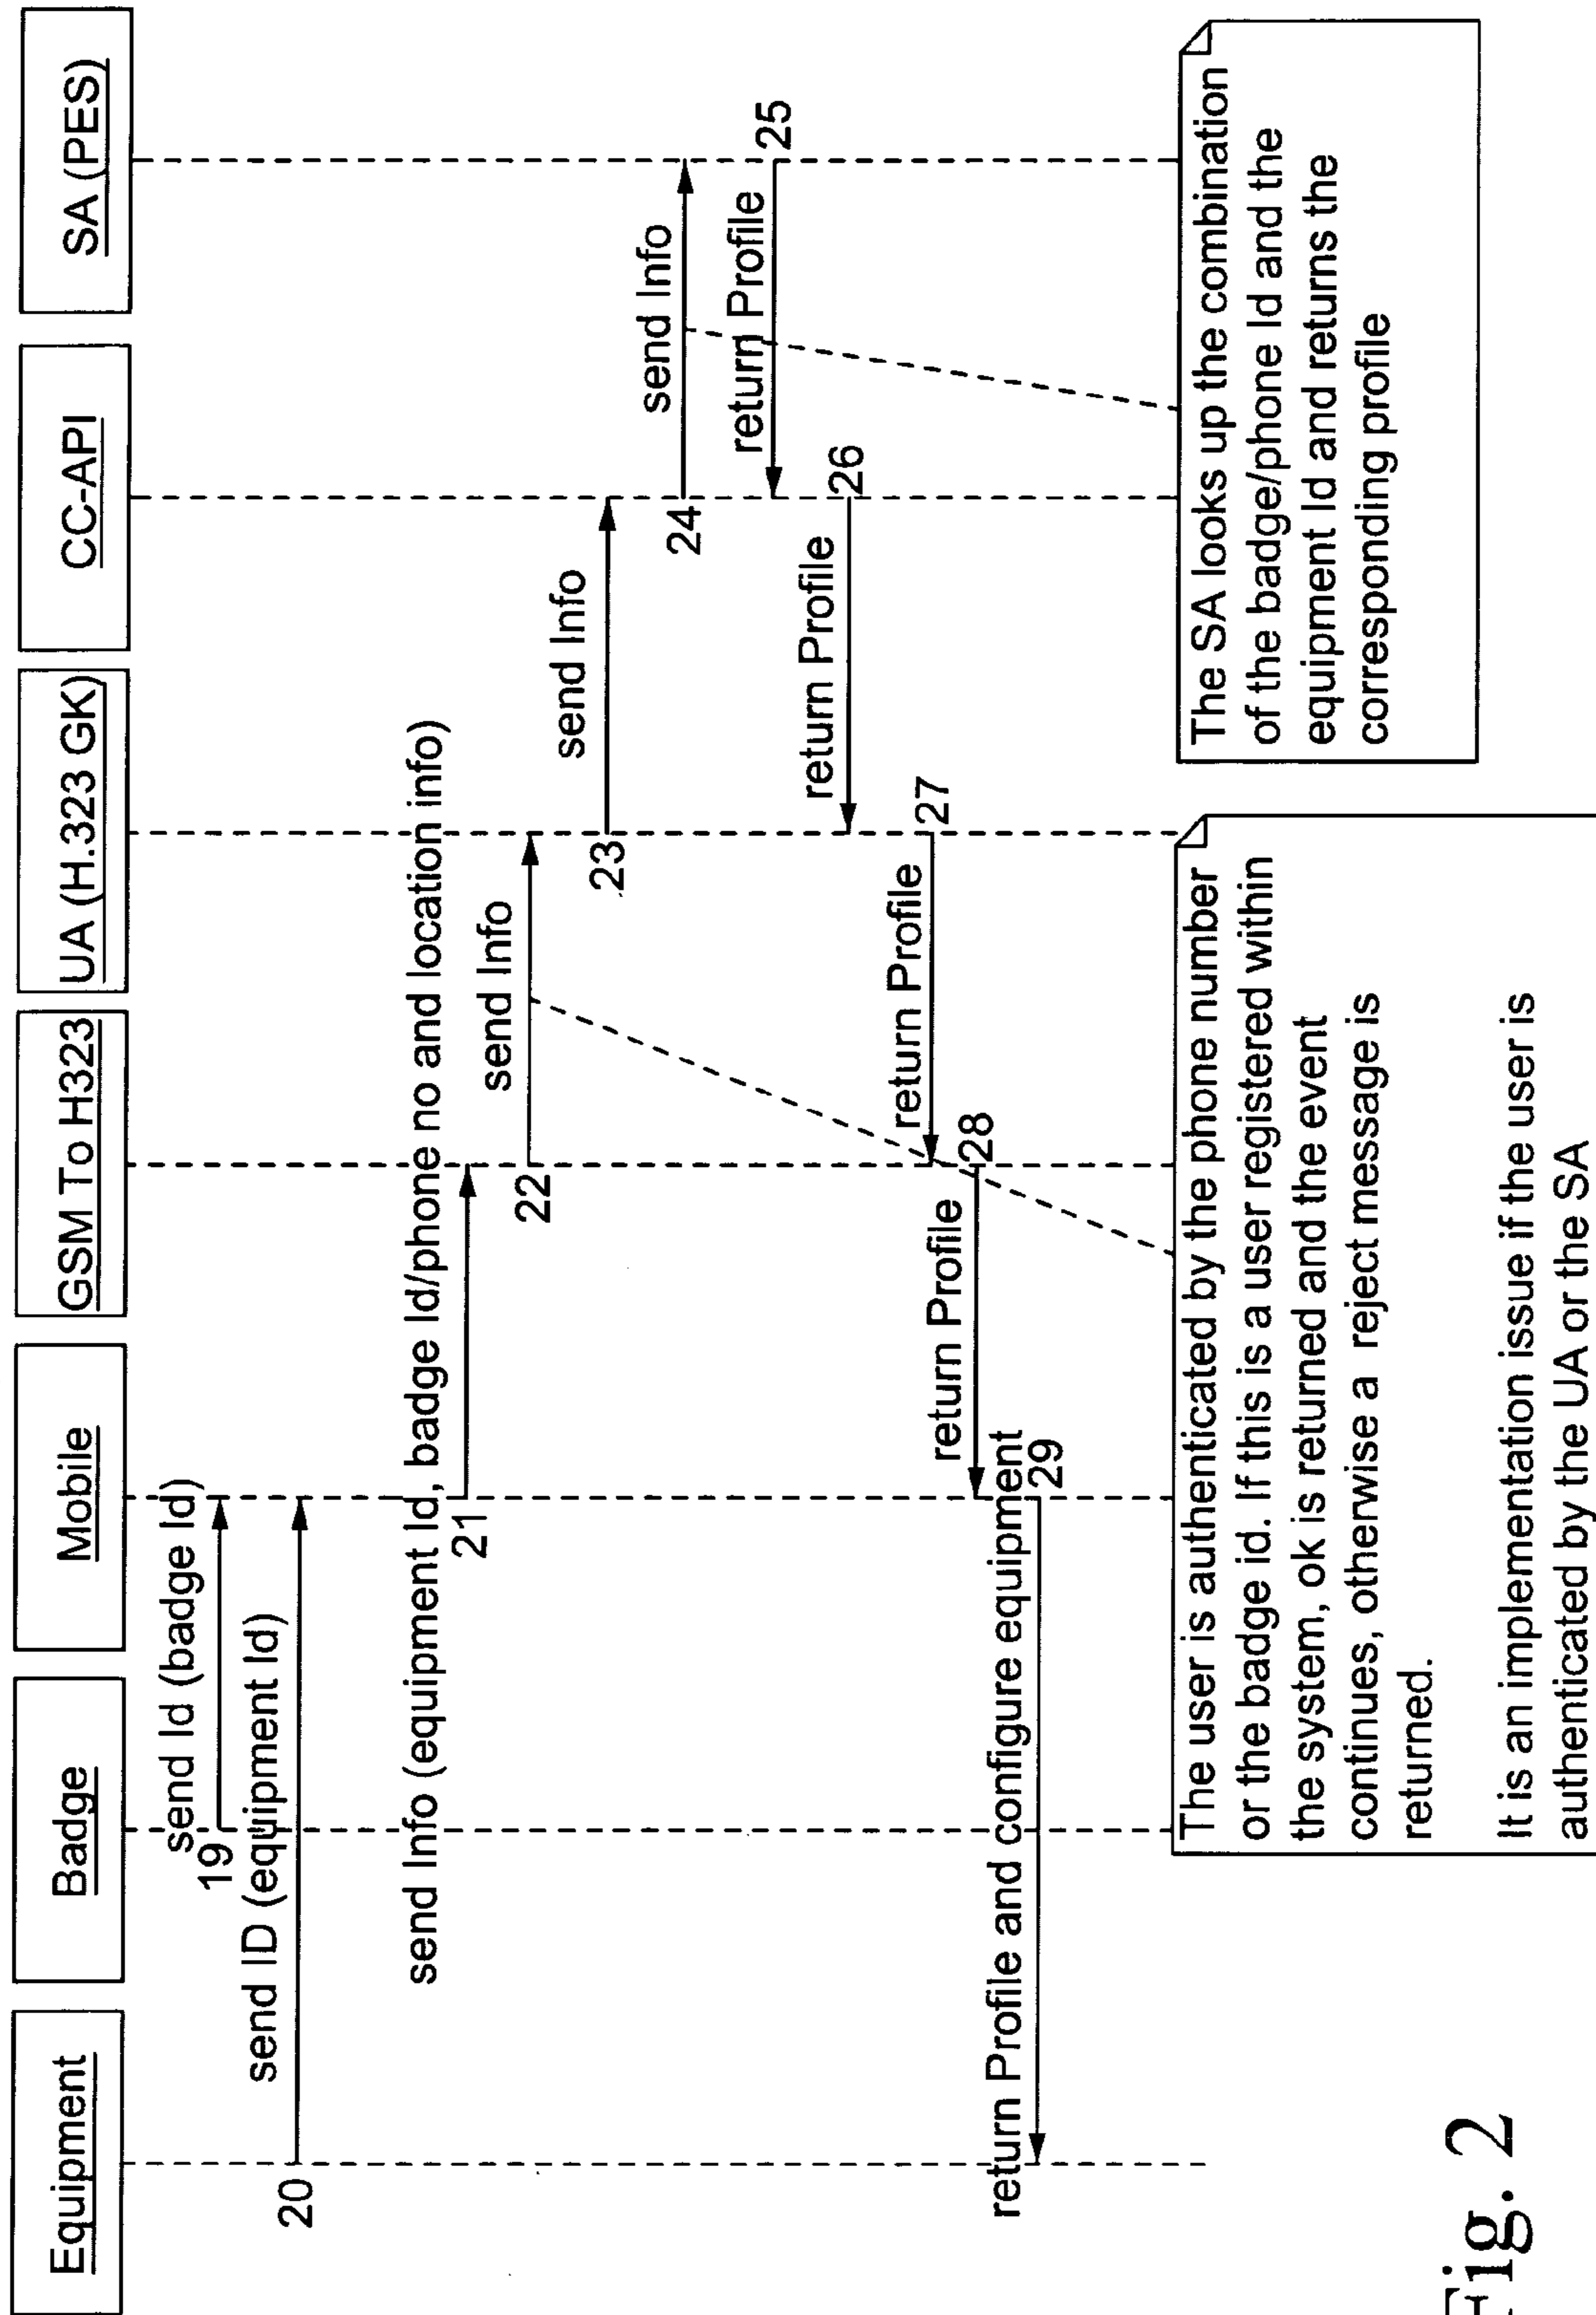 Equipment
Badge
Mobile
GSM To H323
UA (H.323 GK)
CC-API
SA (PES)
send Id (badge Id)
19
send ID (equipment Id)
20
send Info (equipment Id, badge Id/phone no and location info)
21
send Info
22
send Info
23
send Info
24
return Profile
25
return Profile
26
return Profile
27
return Profile
28
return Profile and configure equipment
29
The user is authenticated by the phone number
or the badge id. If this is a user registered within
the system, ok is returned and the event
continues, otherwise a reject message is
returned.
It is an implementation issue if the user is
authenticated by the UA or the SA
The SA looks up the combination
of the badge/phone Id and the
equipment Id and returns the
corresponding profile
Fig. 2